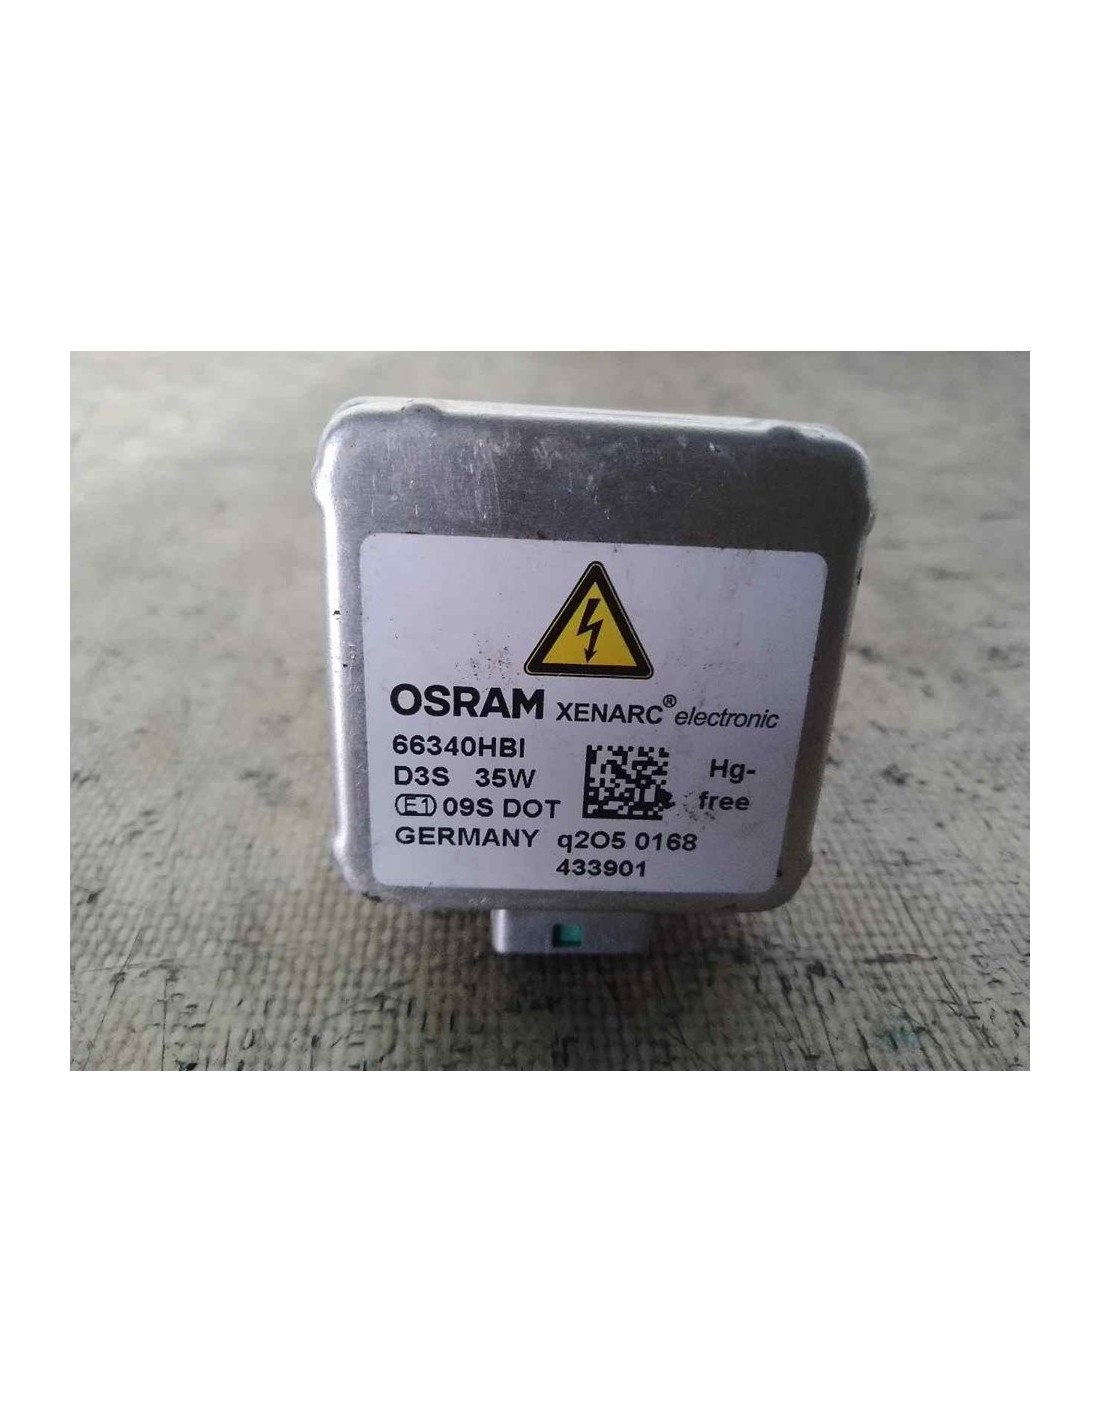 OSRAM XENARC® electronic
66340HBI
D3S 35W
Hg-
free
E1 09S DOT
GERMANY q2O5 0168
433901